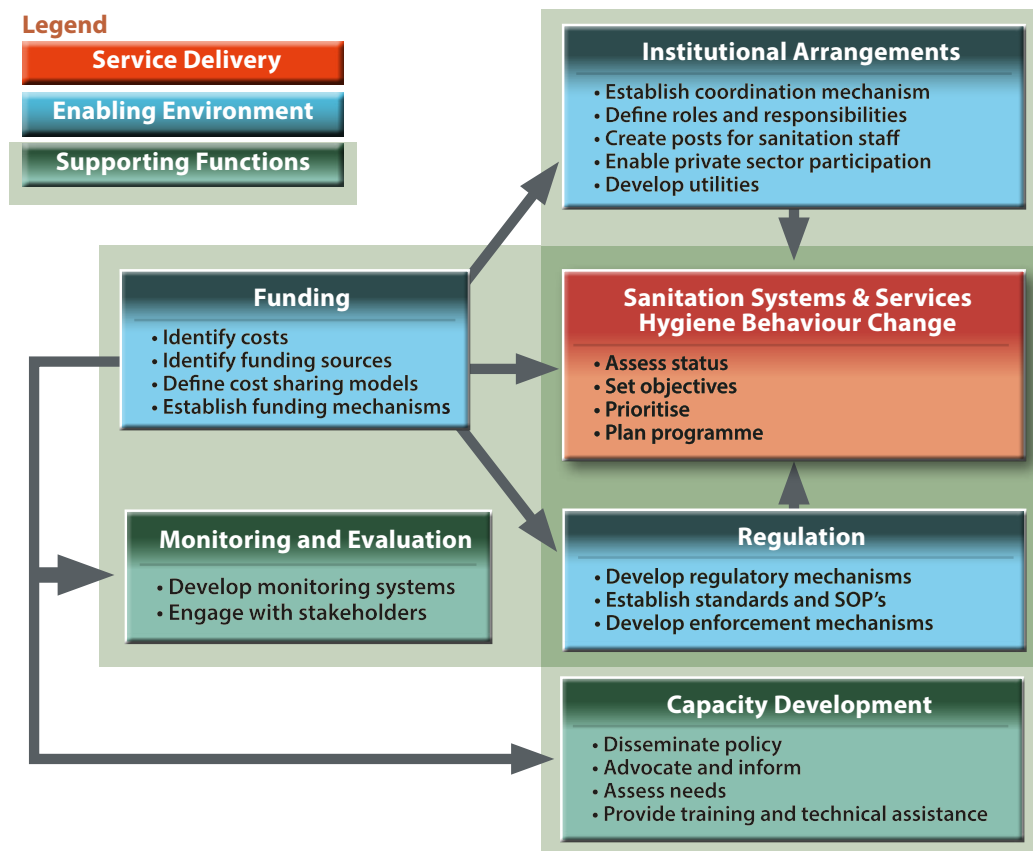 Legend
Service Delivery
Enabling Environment
Supporting Functions
Institutional Arrangements
• Establish coordination mechanism
• Define roles and responsibilities
• Create posts for sanitation staff
• Enable private sector participation
• Develop utilities
Funding
• Identify costs
• Identify funding sources
• Define cost sharing models
• Establish funding mechanisms
Sanitation Systems & Services
Hygiene Behaviour Change
• Assess status
• Set objectives
• Prioritise
• Plan programme
Monitoring and Evaluation
• Develop monitoring systems
• Engage with stakeholders
Regulation
• Develop regulatory mechanisms
• Establish standards and SOP's
• Develop enforcement mechanisms
Capacity Development
• Disseminate policy
• Advocate and inform
• Assess needs
• Provide training and technical assistance